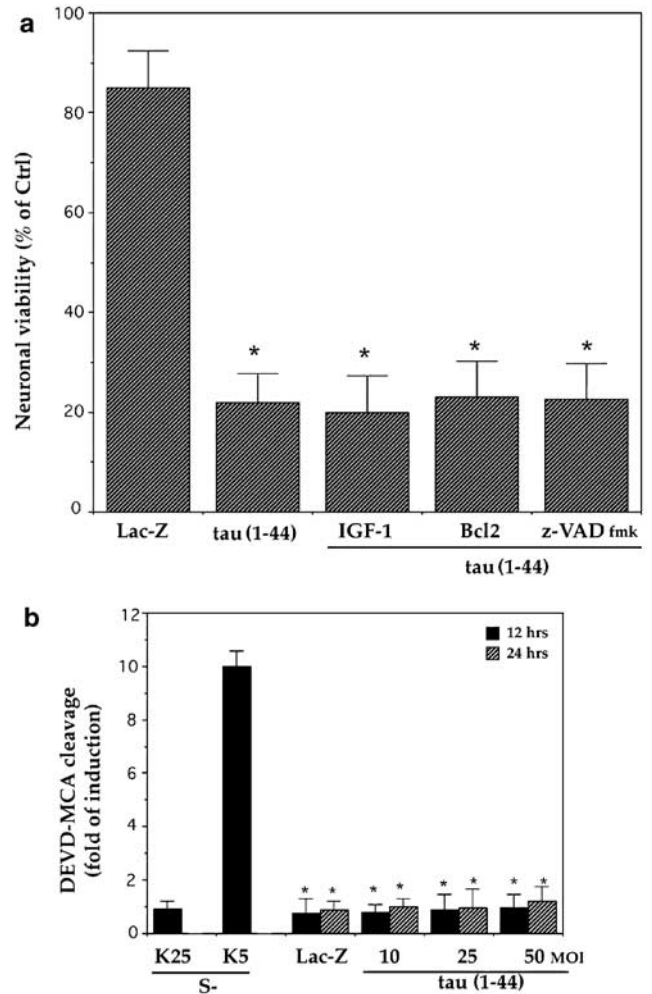 a
Neuronal viability (% of Ctrl)
100
80
60
40
20
0
* * * *
Lac-Z tau (1-44) IGF-1 Bcl2 z-VAD fmk
tau (1-44)
b
DEVD-MCA cleavage
(fold of induction)
12
10
8
6
4
2
0
12 hrs
24 hrs
* * * * * * * *
K25 K5 Lac-Z 10 25 50 MOI
S- tau (1-44)